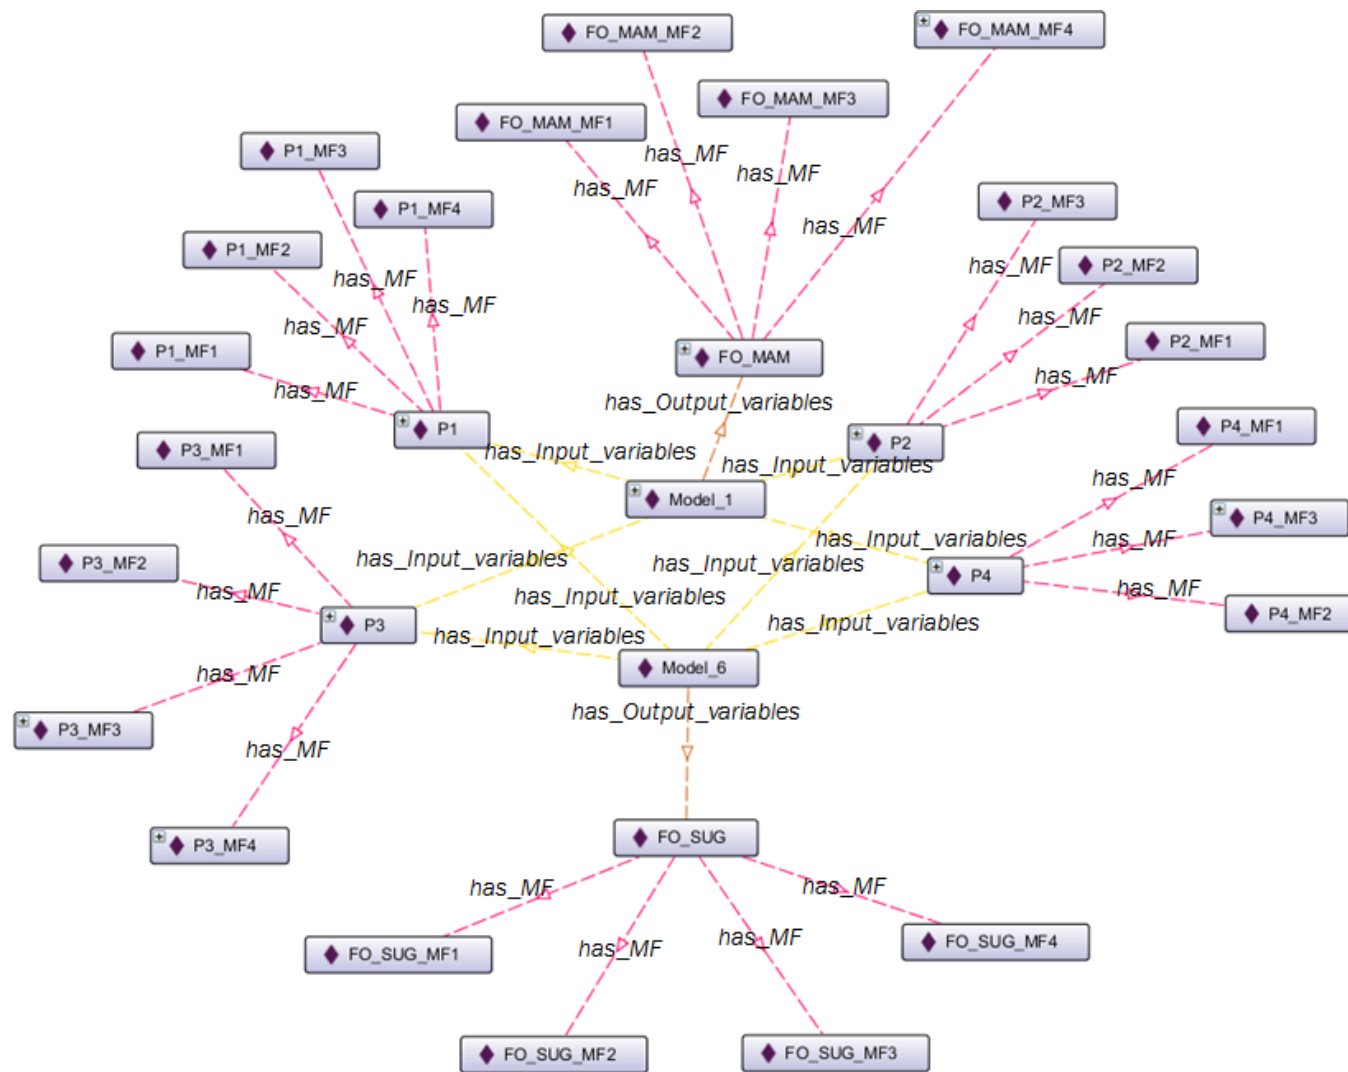 FO_MAM_MF2
FO_MAM_MF4
FO_MAM_MF3
FO_MAM_MF1
P1_MF3
has_MF
has_MF
has_MF
has_MF
P2_MF3
P1_MF4
P1_MF2
has_MF
has_MF
has_MF
P2_MF2
has_MF
has_MF
P2_MF1
P1_MF1
FO_MAM
has_MF
has_MF
has_MF
has_Output_variables
P1
P2
P4_MF1
P3_MF1
has_Input_variables
has_Input_variables
has_MF
Model_1
has_MF
P4_MF3
has_MF
has_Input_variables
has_Input_variables
has_Input_variables
P3_MF2
P4
has_MF
has_MF
has_Input_variables
P4_MF2
P3
has_Input_variables
has_Input_variables
Model_6
has_MF
has_Output_variables
P3_MF3
has_MF
FO_SUG
P3_MF4
has_MF
has_MF
has_MF
has_MF
FO_SUG_MF1
FO_SUG_MF4
FO_SUG_MF2
FO_SUG_MF3